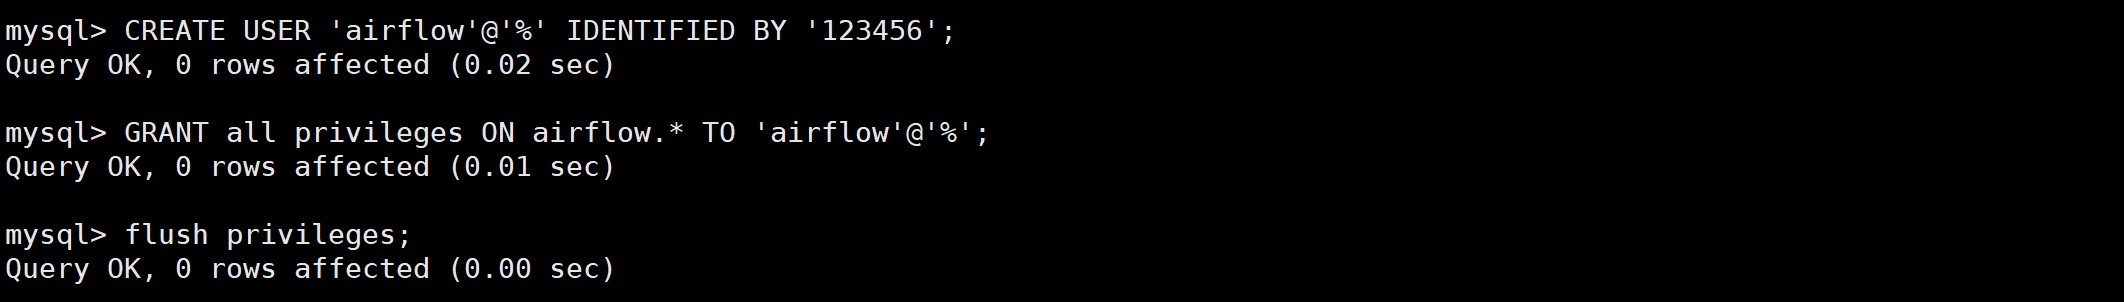 mysql> CREATE USER 'airflow'@'%' IDENTIFIED BY '123456';
Query OK, 0 rows affected (0.02 sec)
mysql> GRANT all privileges ON airflow.* TO 'airflow'@'%';
Query OK, 0 rows affected (0.01 sec)
mysql> flush privileges;
Query OK, 0 rows affected (0.00 sec)